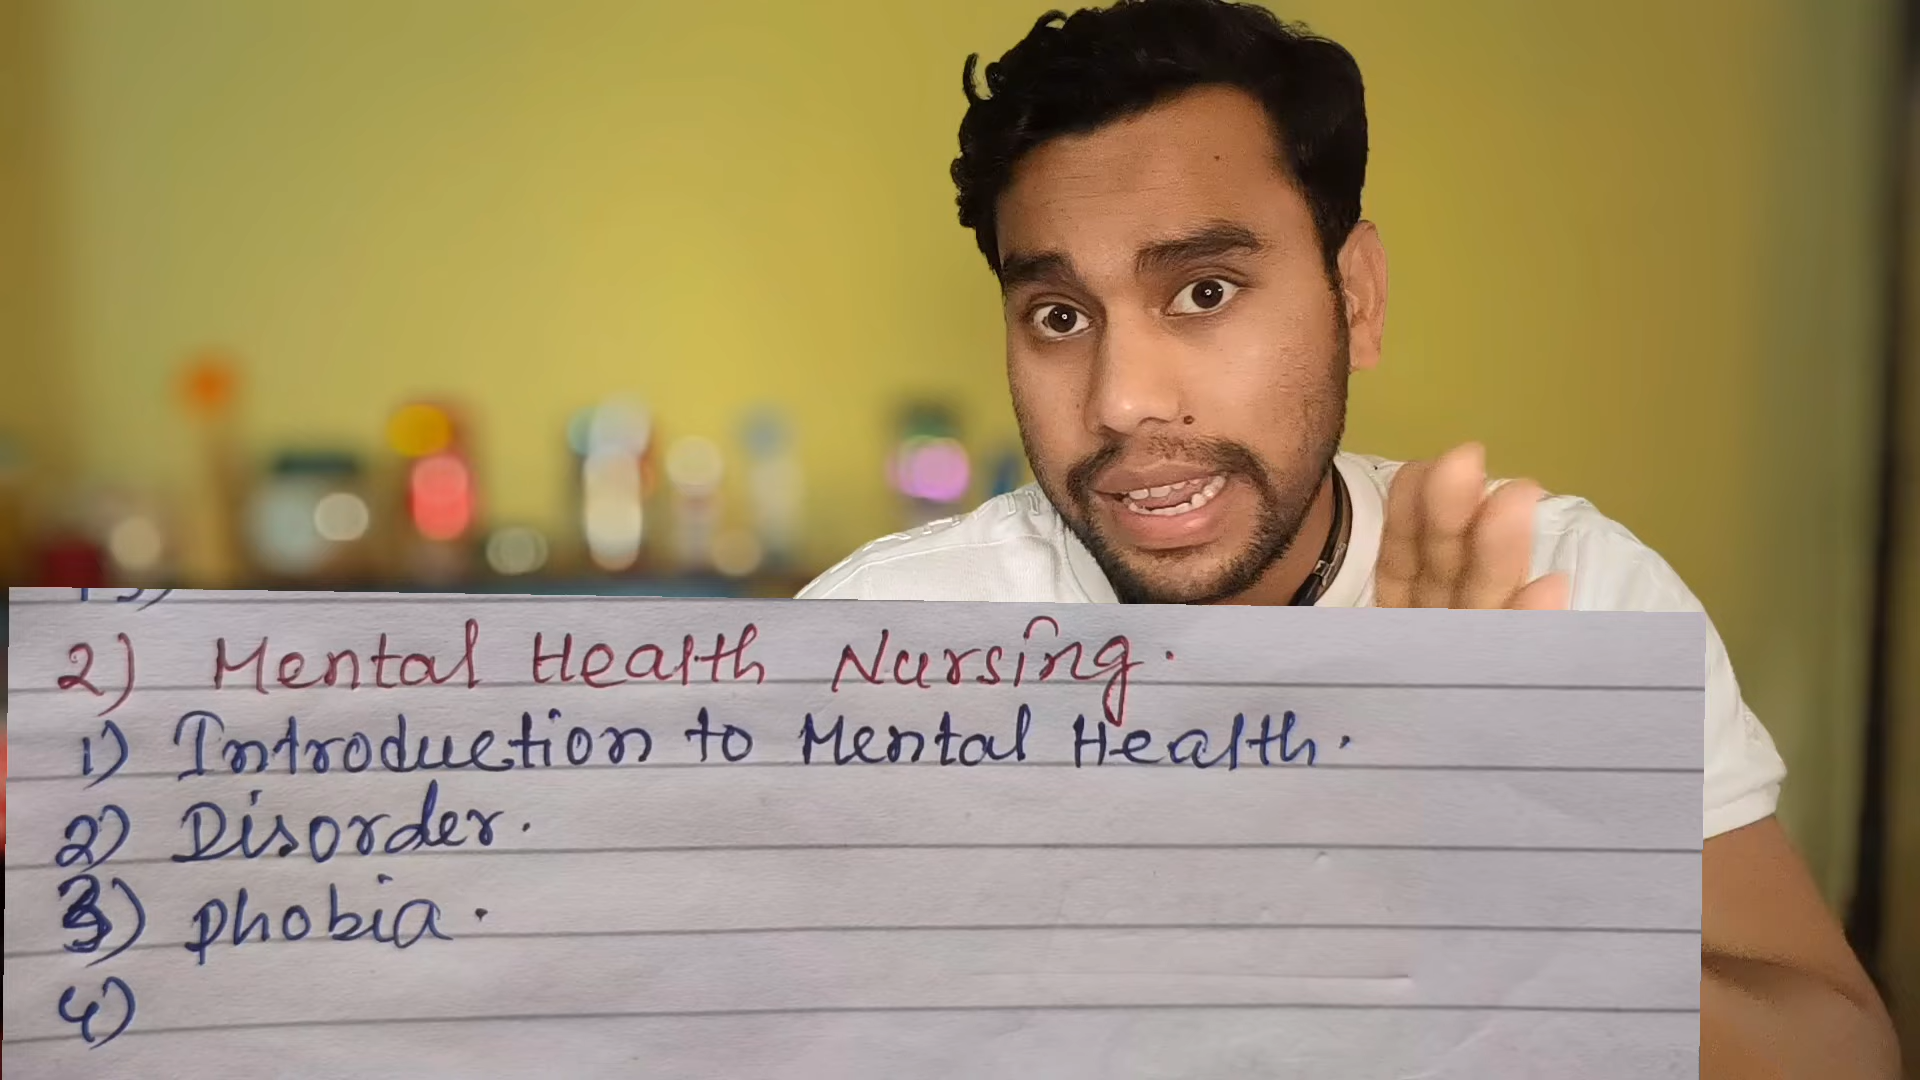 2) Mental Health Nursing.
1) Introduction to Mental Health.
2) Disorder.
3) Phobia.
4)